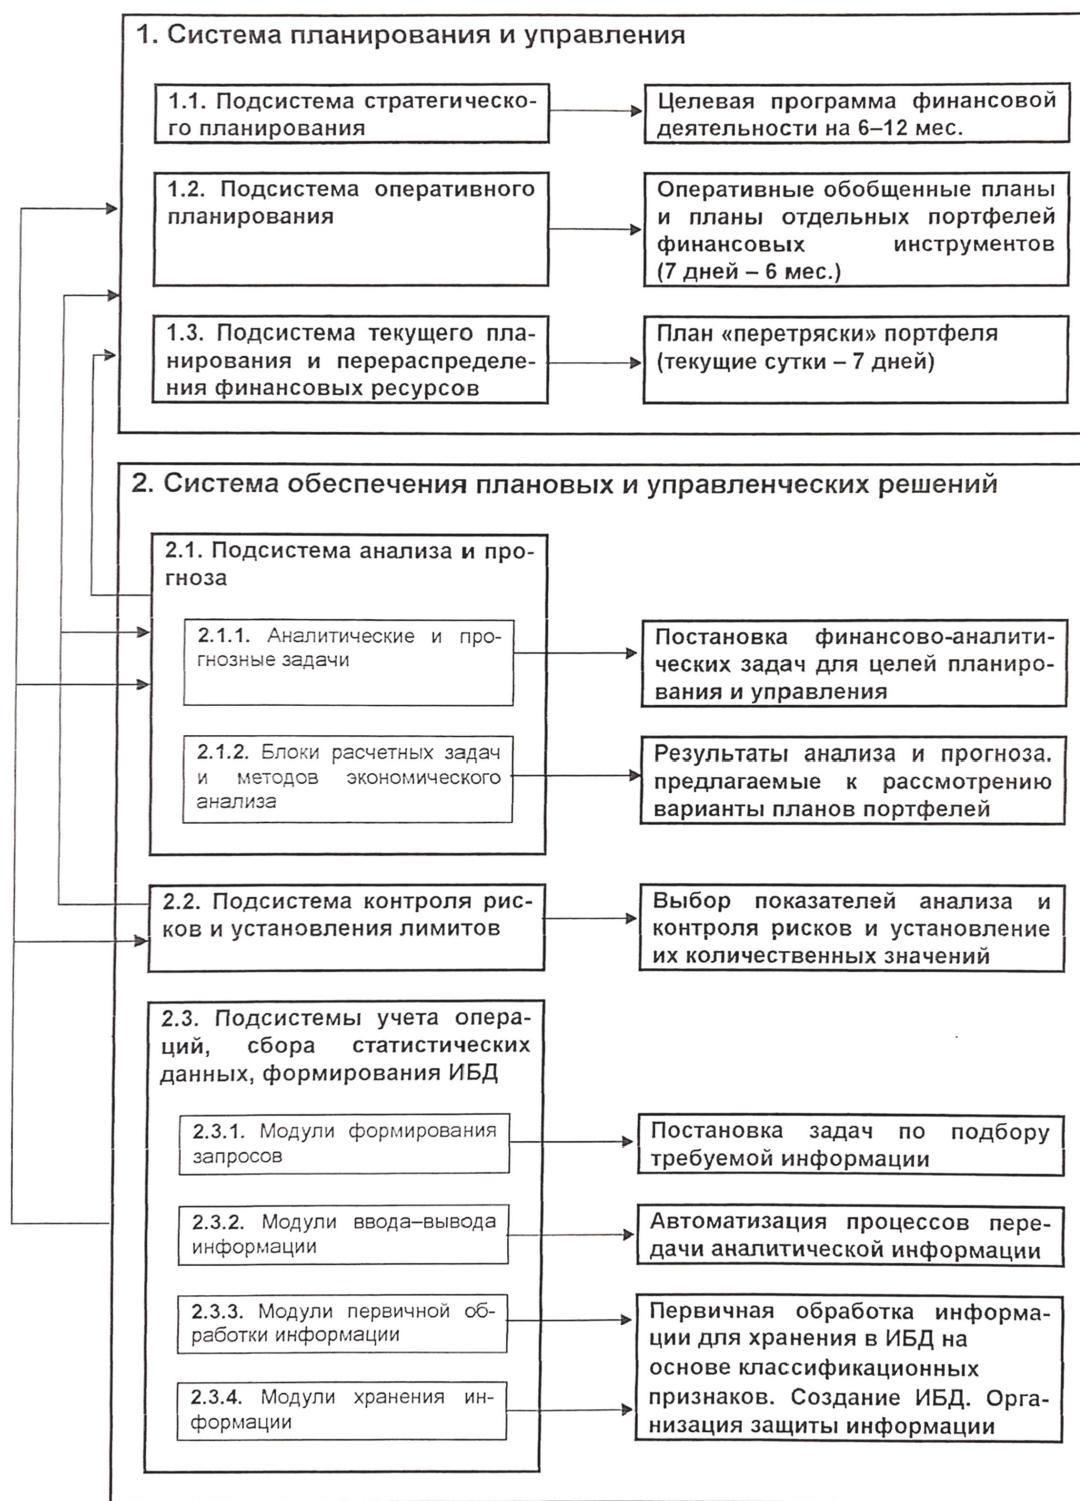 1. Система планирования и управления
1.1. Подсистема стратегическо-
го планирования
Целевая программа финансовой
деятельности на 6–12 мес.
1.2. Подсистема оперативного
планирования
Оперативные обобщенные планы
и планы отдельных портфелей
финансовых инструментов
(7 дней – 6 мес.)
1.3. Подсистема текущего пла-
нирования и перераспределе-
ния финансовых ресурсов
План «перетряски» портфеля
(текущие сутки – 7 дней)
2. Система обеспечения плановых и управленческих решений
2.1. Подсистема анализа и про-
гноза
2.1.1. Аналитические и про-
гнозные задачи
Постановка финансово-аналити-
ческих задач для целей планиро-
вания и управления
2.1.2. Блоки расчетных задач
и методов экономического
анализа
Результаты анализа и прогноза.
предлагаемые к рассмотрению
варианты планов портфелей
2.2. Подсистема контроля рис-
ков и установления лимитов
Выбор показателей анализа и
контроля рисков и установление
их количественных значений
2.3. Подсистемы учета опера-
ций, сбора статистических
данных, формирования ИБД
2.3.1. Модули формирования
запросов
Постановка задач по подбору
требуемой информации
2.3.2. Модули ввода–вывода
информации
Автоматизация процессов пере-
дачи аналитической информации
2.3.3. Модули первичной об-
работки информации
2.3.4. Модули хранения ин-
формации
Первичная обработка информа-
ции для хранения в ИБД на
основе классификационных
признаков. Создание ИБД. Орга-
низация защиты информации